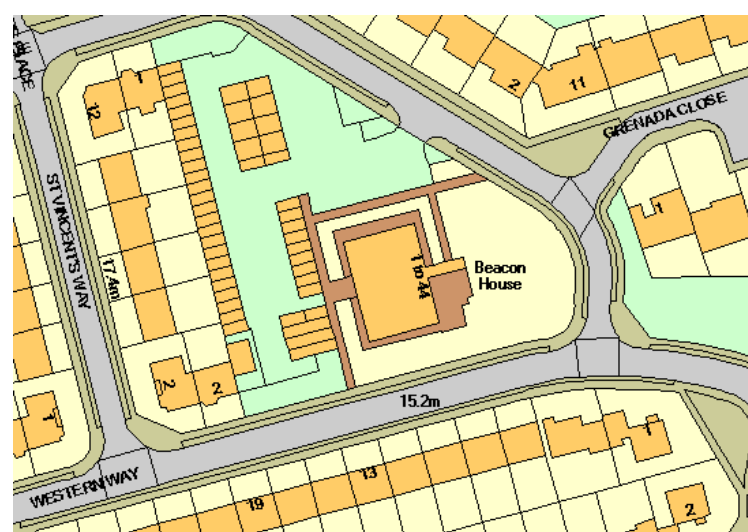 PLACE
1
12
2
11
GRENADA CLOSE
ST VINCENTS WAY
17.4m
1
1 to 44
Beacon
House
2
2
15.2m
1
1
WESTERN WAY
13
19
2